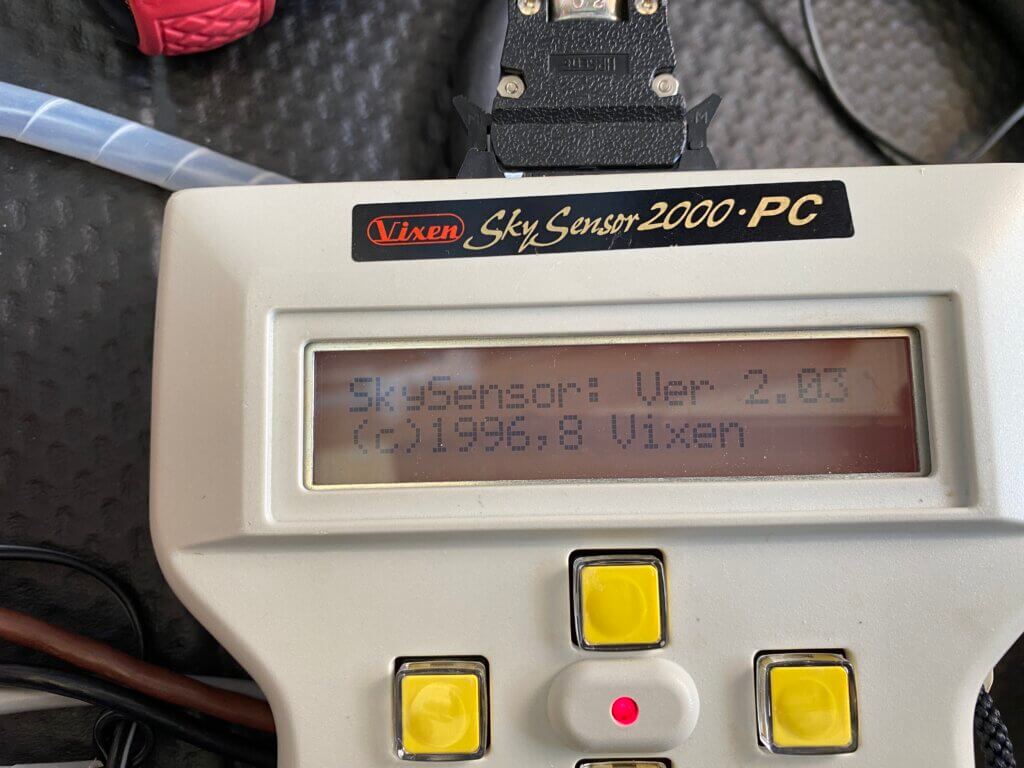 Vixen SkySensor2000·PC
SkySensor: Ver 2.03
(c)1996,8 Vixen